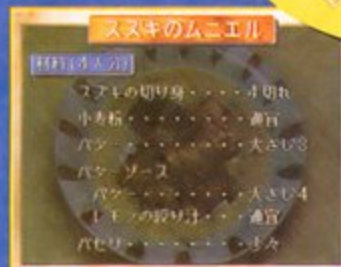 スズキのムニエル
材料(4人分)
スズキの切り身・・・・4切れ
小麦粉・・・・・・・・適宜
バター・・・・・・・大さじ3
バターソース
バター・・・・・・・大さじ4
レモンの絞り汁・・・適宜
パセリ・・・・・・・・少々